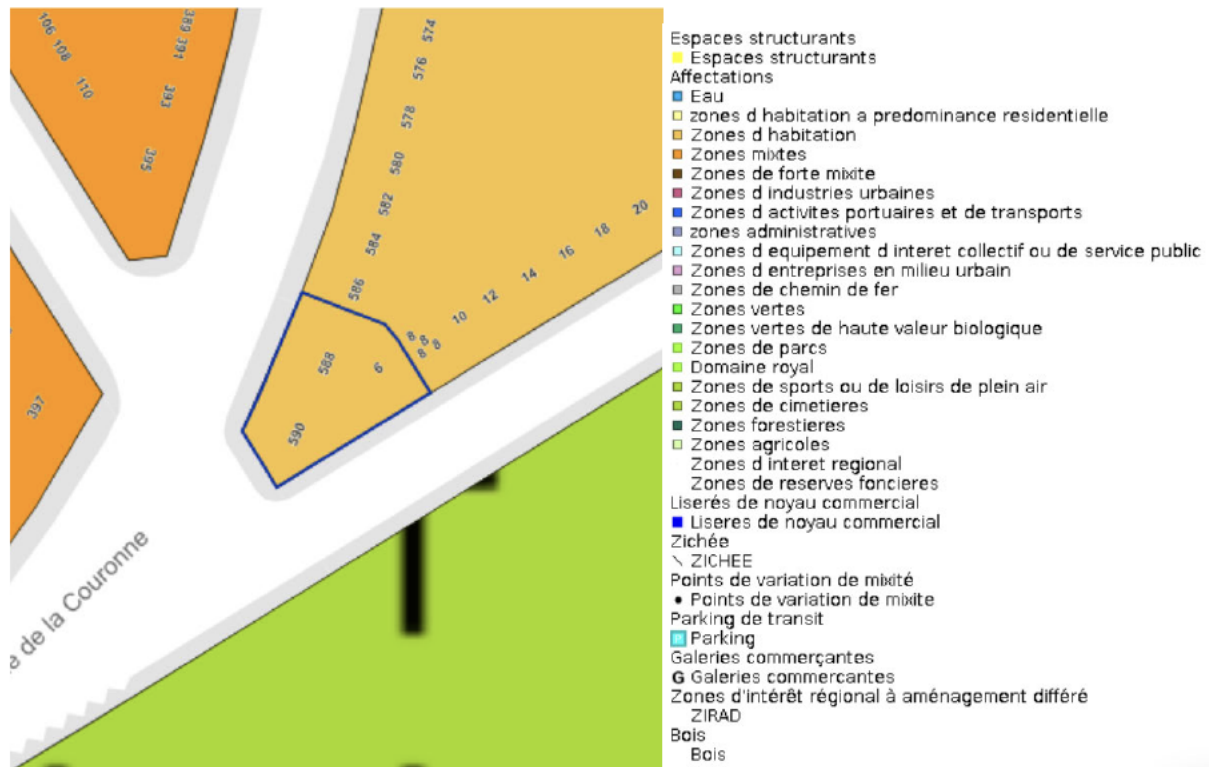 106
108
110
389
391
393
395
397
574
576
578
580
582
584
586
588
590
6
8
8
8
8
10
12
14
16
18
20
de la Couronne
Espaces structurants
Espaces structurants
Affectations
Eau
zones d habitation a predominance residentielle
Zones d habitation
Zones mixtes
Zones de forte mixite
Zones d industries urbaines
Zones d activites portuaires et de transports
zones administratives
Zones d equipement d interet collectif ou de service public
Zones d entreprises en milieu urbain
Zones de chemin de fer
Zones vertes
Zones vertes de haute valeur biologique
Zones de parcs
Domaine royal
Zones de sports ou de loisirs de plein air
Zones de cimetieres
Zones forestieres
Zones agricoles
Zones d interet regional
Zones de reserves foncieres
Liserés de noyau commercial
Liseres de noyau commercial
Zichée
ZICHEE
Points de variation de mixité
Points de variation de mixite
Parking de transit
Parking
Galeries commerçantes
G Galeries commercantes
Zones d'intérêt régional à aménagement différé
ZIRAD
Bois
Bois